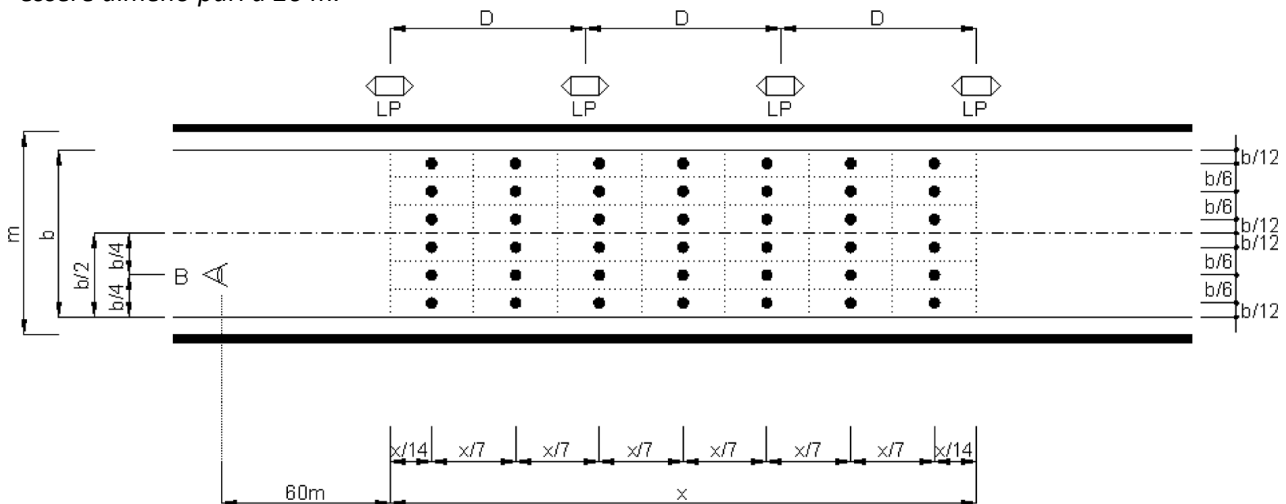 essere almeno pari a 20 m.
D D D
LP LP LP LP
m
b
b/2
b/4
b/4
B
b/12
b/6
b/6
b/12
b/12
b/6
b/6
b/12
x/14 x/7 x/7 x/7 x/7 x/7 x/7 x/14
60m x